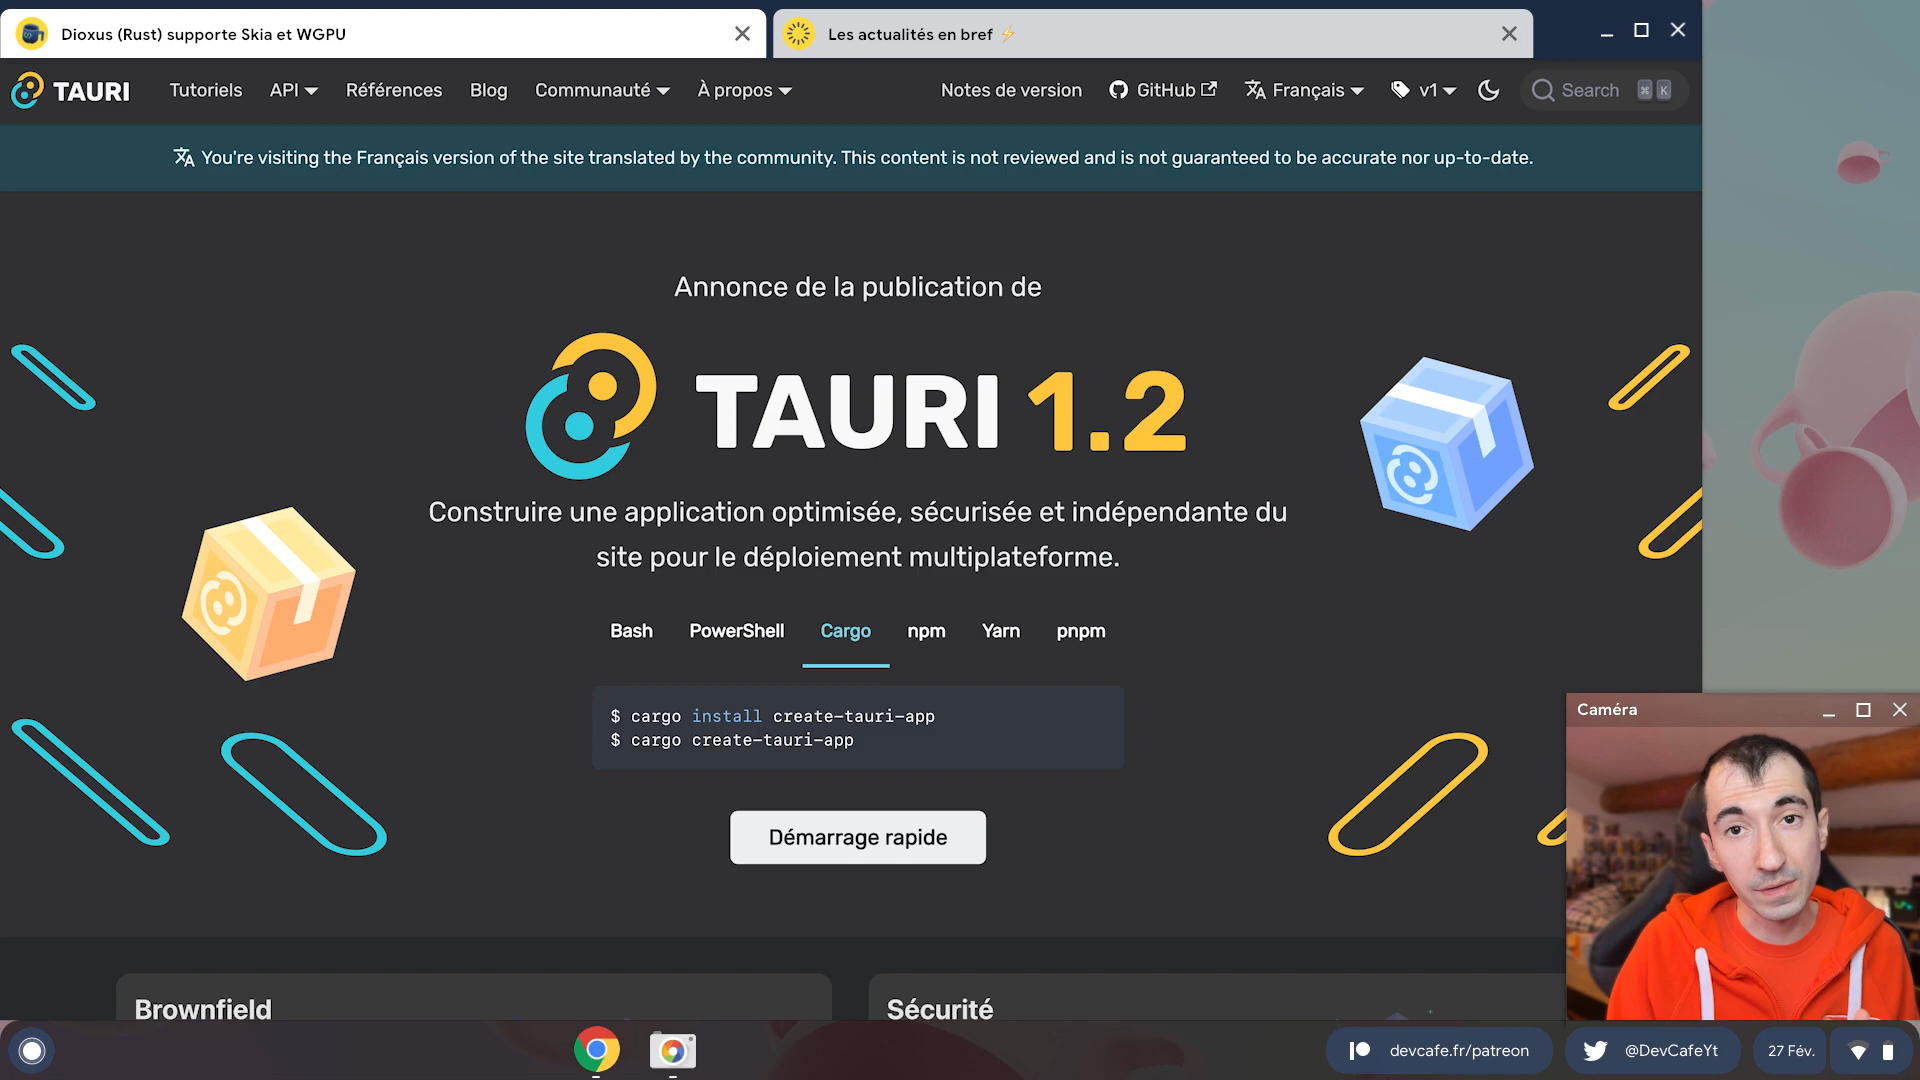 Dioxus (Rust) supporte Skia et WGPU
Les actualités en bref ⚡
TAURI
Tutoriels
API
Références
Blog
Communauté
À propos
Notes de version
GitHub
Français
v1
Search
⌘ K
You're visiting the Français version of the site translated by the community. This content is not reviewed and is not guaranteed to be accurate nor up-to-date.
Annonce de la publication de
TAURI 1.2
Construire une application optimisée, sécurisée et indépendante du
site pour le déploiement multiplateforme.
Bash
PowerShell
Cargo
npm
Yarn
pnpm
$ cargo install create-tauri-app
$ cargo create-tauri-app
Démarrage rapide
Brownfield
Sécurité
Caméra
devcafe.fr/patreon
@DevCafeYt
27 Fév.